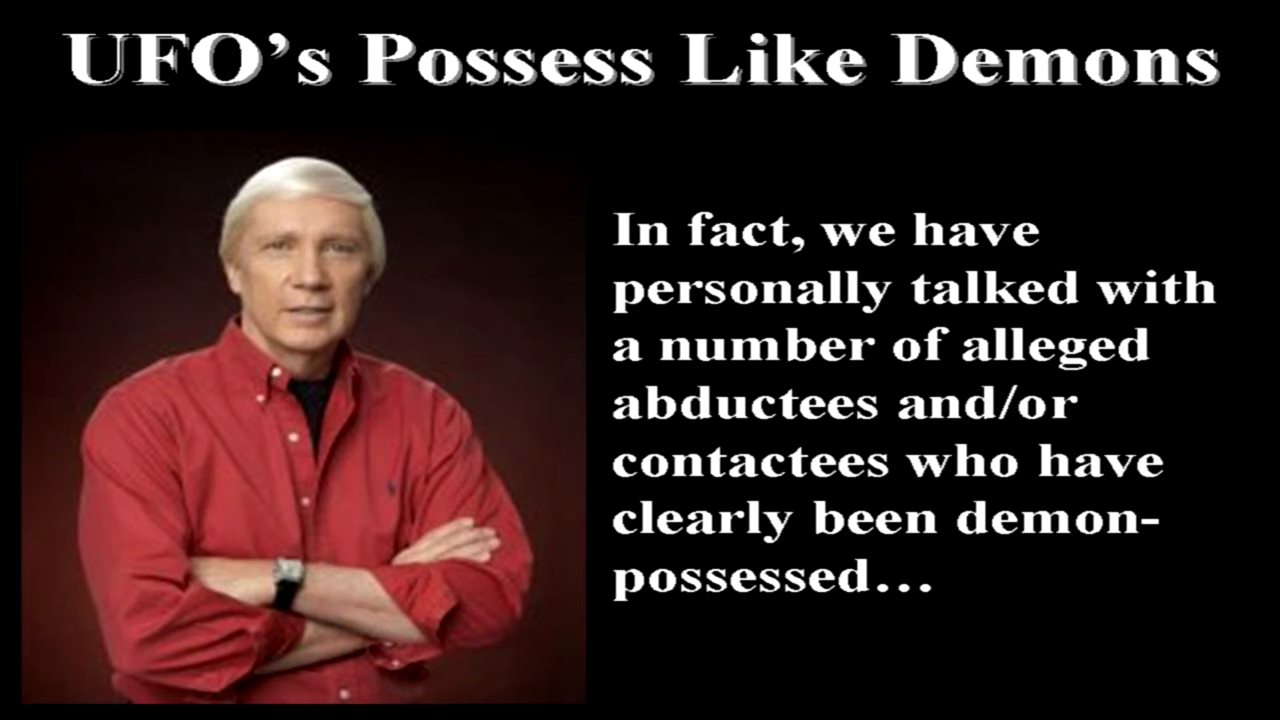 UFO’s Possess Like Demons
In fact, we have
personally talked with
a number of alleged
abductees and/or
contactees who have
clearly been demon-
possessed…